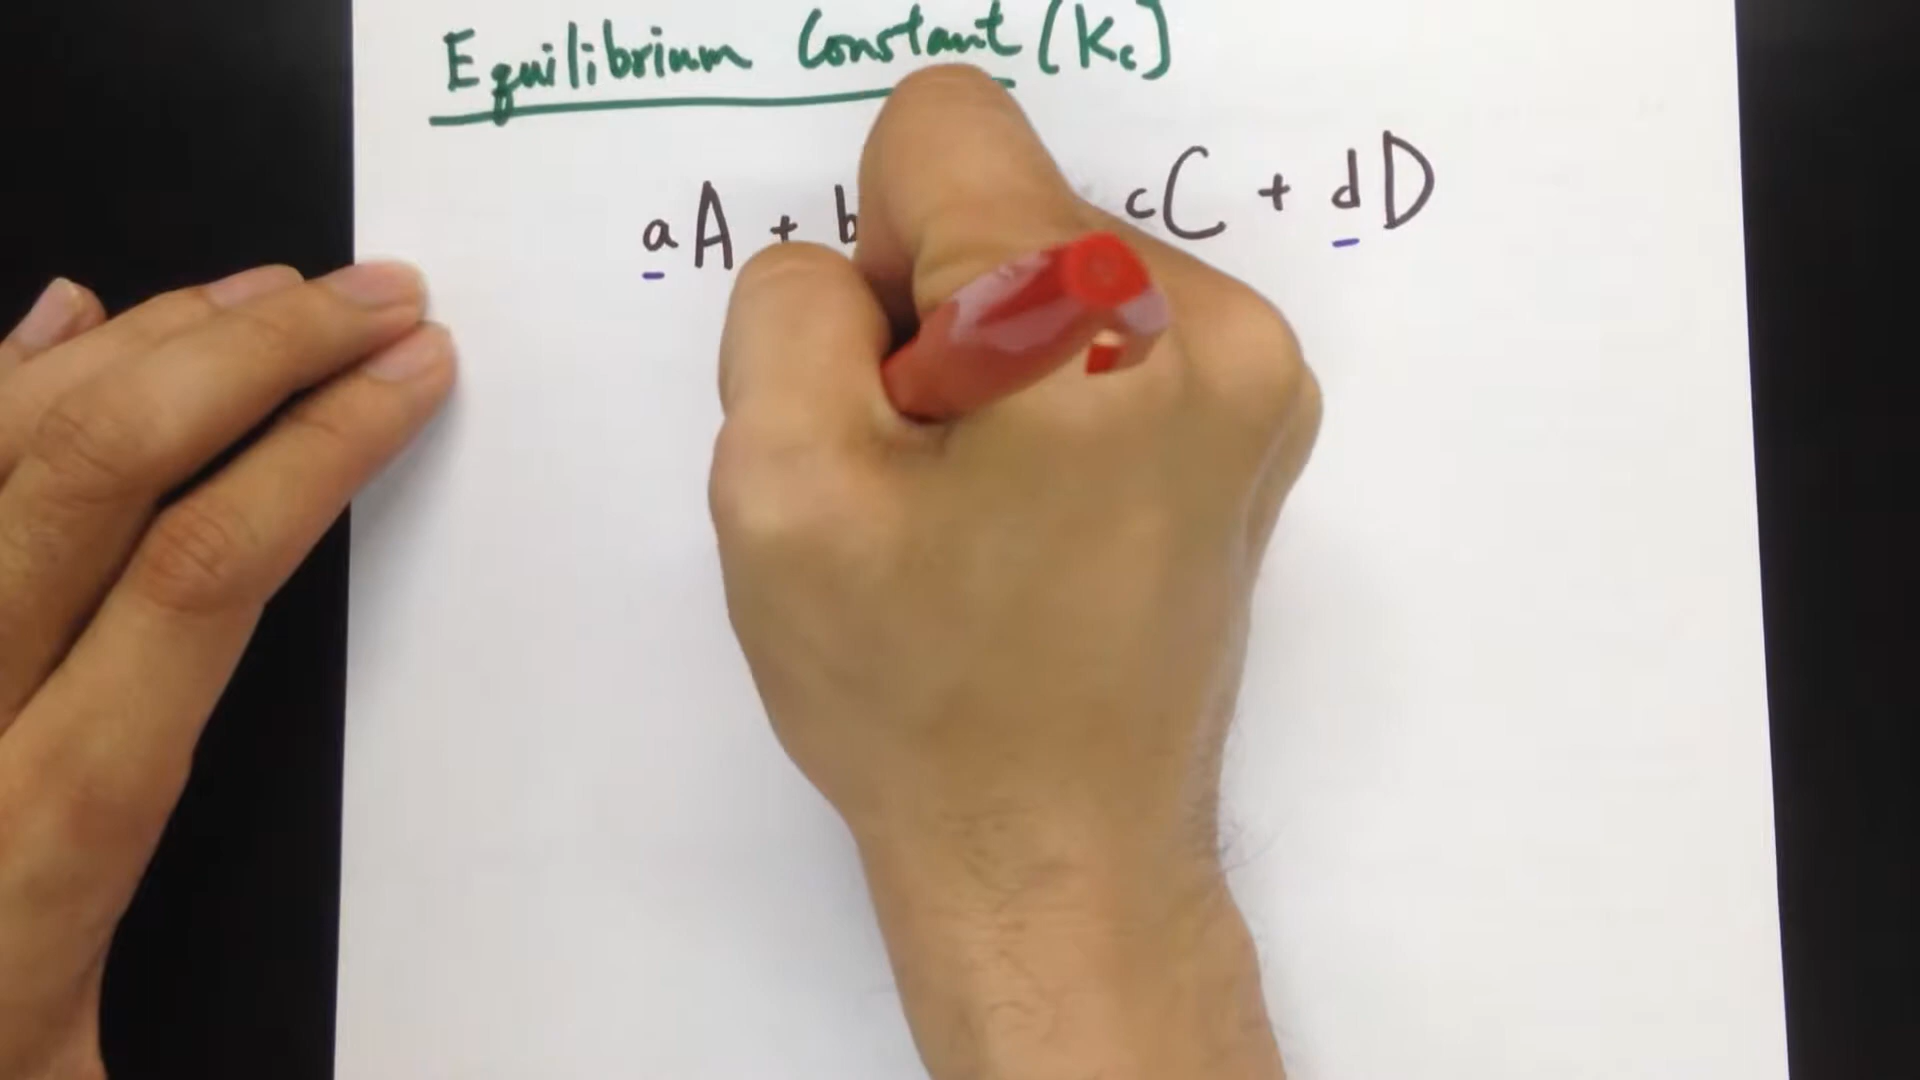 Equilibrium Constant (Kc)
aA + b cC + dD